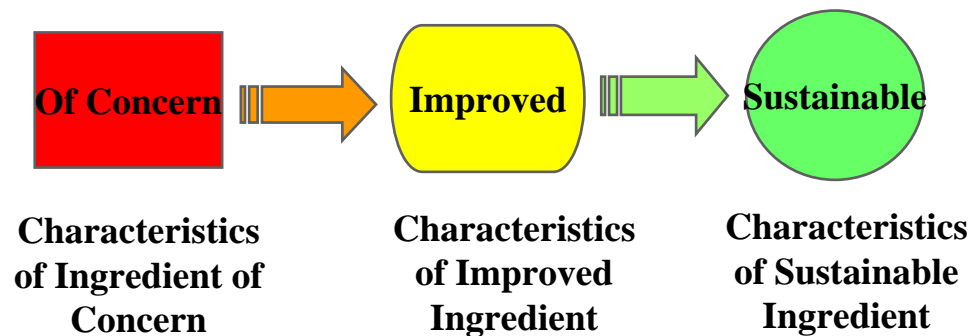 Of Concern
Improved
Sustainable
Characteristics
of Ingredient of
Concern
Characteristics
of Improved
Ingredient
Characteristics
of Sustainable
Ingredient